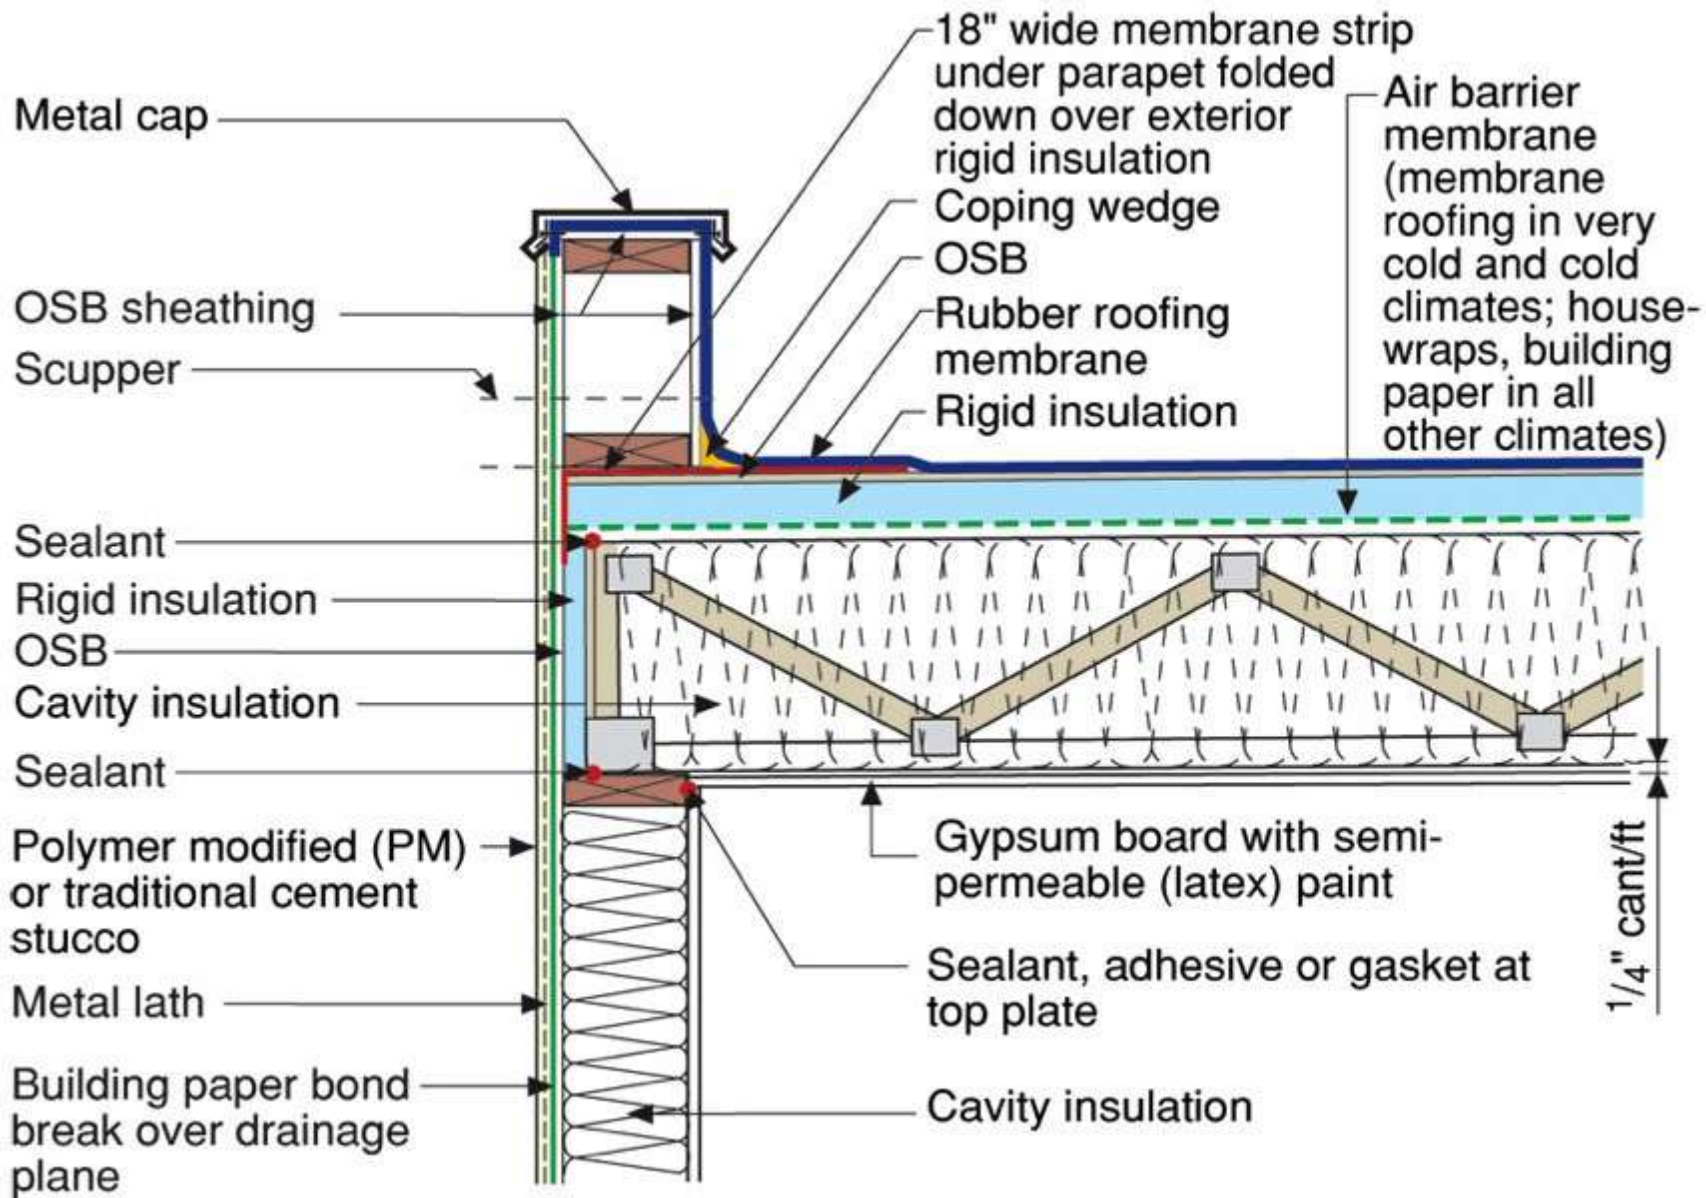 Metal cap
OSB sheathing
Scupper
Sealant
Rigid insulation
OSB
Cavity insulation
Sealant
Polymer modified (PM)
or traditional cement
stucco
Metal lath
Building paper bond
break over drainage
plane
18" wide membrane strip
under parapet folded
down over exterior
rigid insulation
Coping wedge
OSB
Rubber roofing
membrane
Rigid insulation
Air barrier
membrane
(membrane
roofing in very
cold and cold
climates; house-
wraps, building
paper in all
other climates)
Gypsum board with semi-
permeable (latex) paint
Sealant, adhesive or gasket at
top plate
Cavity insulation
1/4" cant/ft